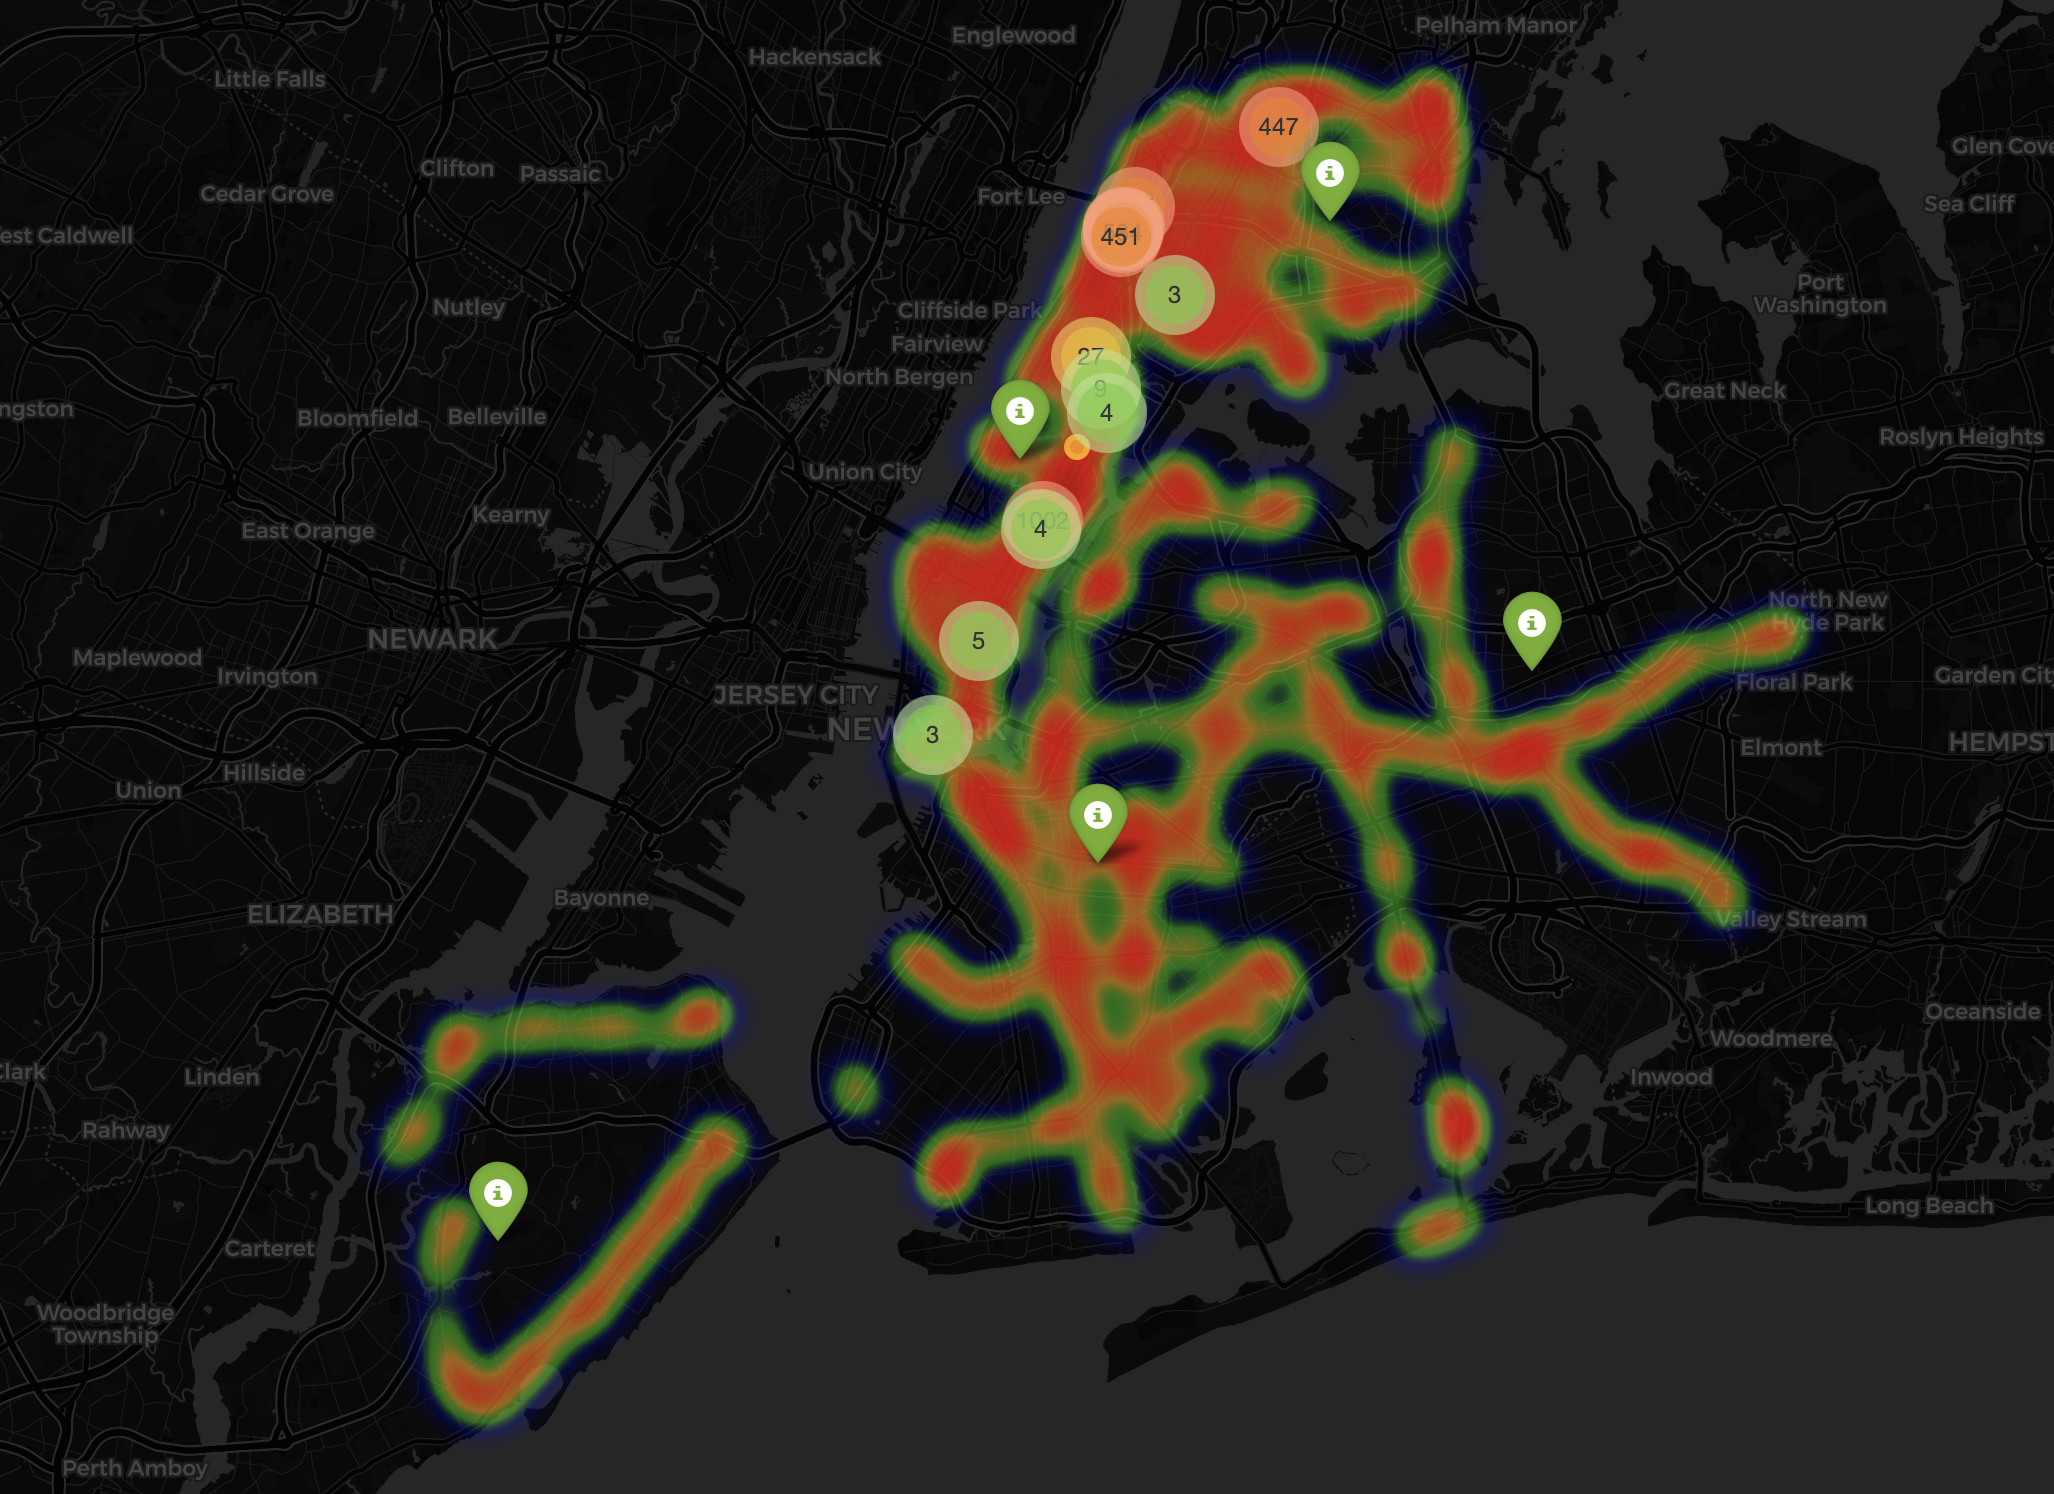 Pelham Manor
Englewood
Hackensack
Little Falls
447
Glen Cove
Clifton
Passaic
Cedar Grove
Fort Lee
Sea Cliff
est Caldwell
451
Port
Washington
3
Nutley
Cliffside Park
Fairview
27
North Bergen
9
Great Neck
ngston
Bloomfield
Belleville
4
Roslyn Heights
Union City
Kearny
East Orange
1002
4
North New
Hyde Park
NEWARK
5
Maplewood
Irvington
Garden City
Floral Park
JERSEY CITY
NEW
RK
3
HEMPST
Elmont
Hillside
Union
Bayonne
ELIZABETH
Valley Stream
Oceanside
Woodmere
Clark
Linden
Inwood
Rahway
Long Beach
Carteret
Woodbridge
Township
Perth Amboy